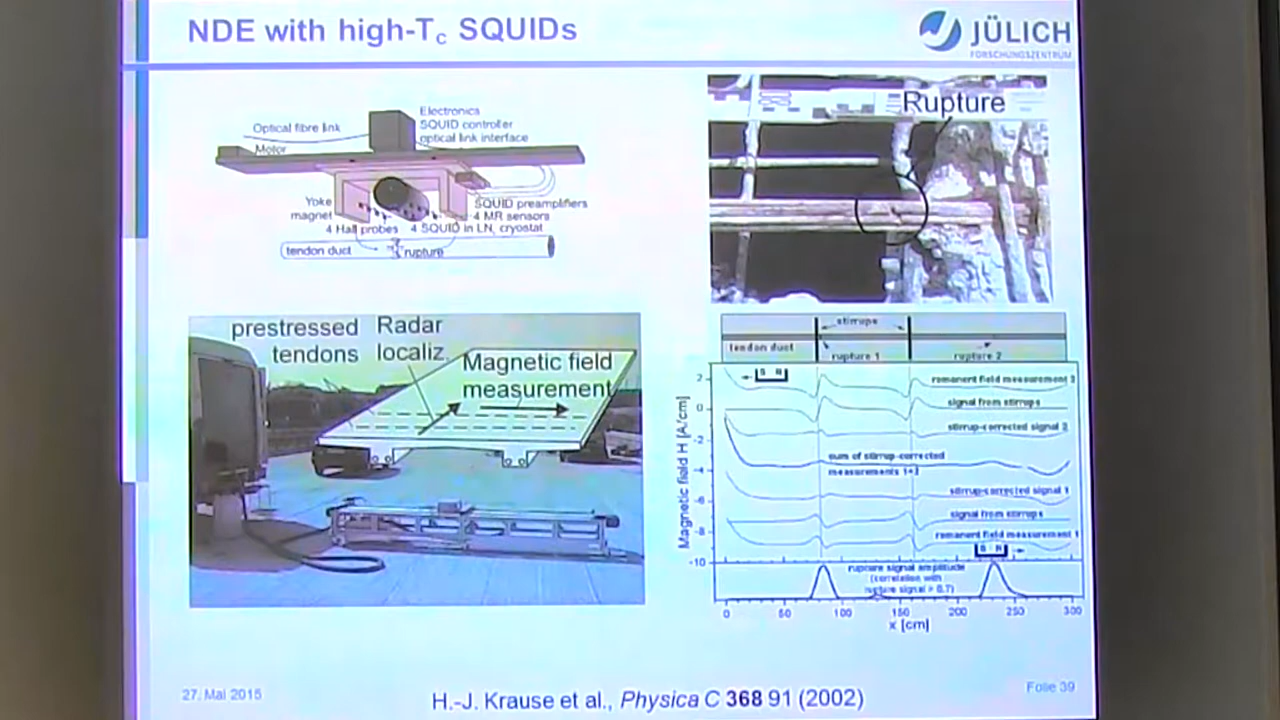 NDE with high-Tc SQUIDs
JÜLICH
FORSCHUNGSZENTRUM
Electronics
SQUID controller
optical link interface
Optical fibre link
Motor
Yoke
magnet
SQUID preamplifiers
4 MR sensors
4 Hall probes
4 SQUID in LN2 cryostat
tendon duct
rupture
Rupture
prestressed
tendons
Radar
localiz.
Magnetic field
measurement
stirrups
tendon duct
rupture 1
rupture 2
S N
remanent field measurement 2
signal from stirrups
stirrup-corrected signal 2
sum of stirrup-corrected
measurements 1+2
stirrup-corrected signal 1
signal from stirrups
remanent field measurement 1
S N
rupture signal amplitude
(correlation with
rupture signal > 0.7)
Magnetic field H [A/cm]
2
0
-2
-4
-6
-8
-10
0 50 100 150 200 250 300
x [cm]
27. Mai 2015
H.-J. Krause et al., Physica C 368 91 (2002)
Folie 39